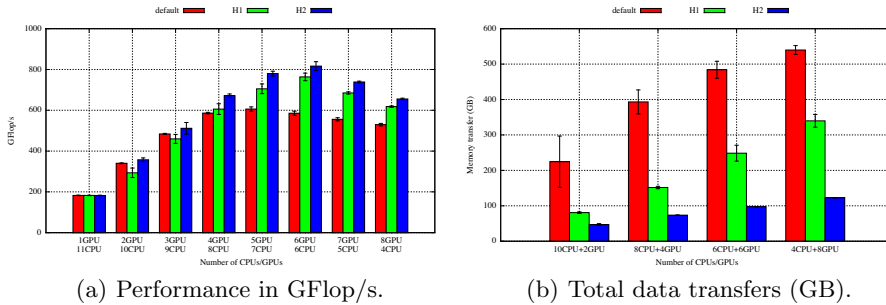 default H1 H2
1000
800
600
400
200
0
GFlop/s
1GPU 2GPU 3GPU 4GPU 5GPU 6GPU 7GPU 8GPU
11CPU 10CPU 9CPU 8CPU 7CPU 6CPU 5CPU 4CPU
Number of CPUs/GPUs
(a) Performance in GFlop/s.
default H1 H2
600
500
400
300
200
100
0
Memory transfer (GB)
10CPU+2GPU 8CPU+4GPU 6CPU+6GPU 4CPU+8GPU
Number of CPUs/GPUs
(b) Total data transfers (GB).